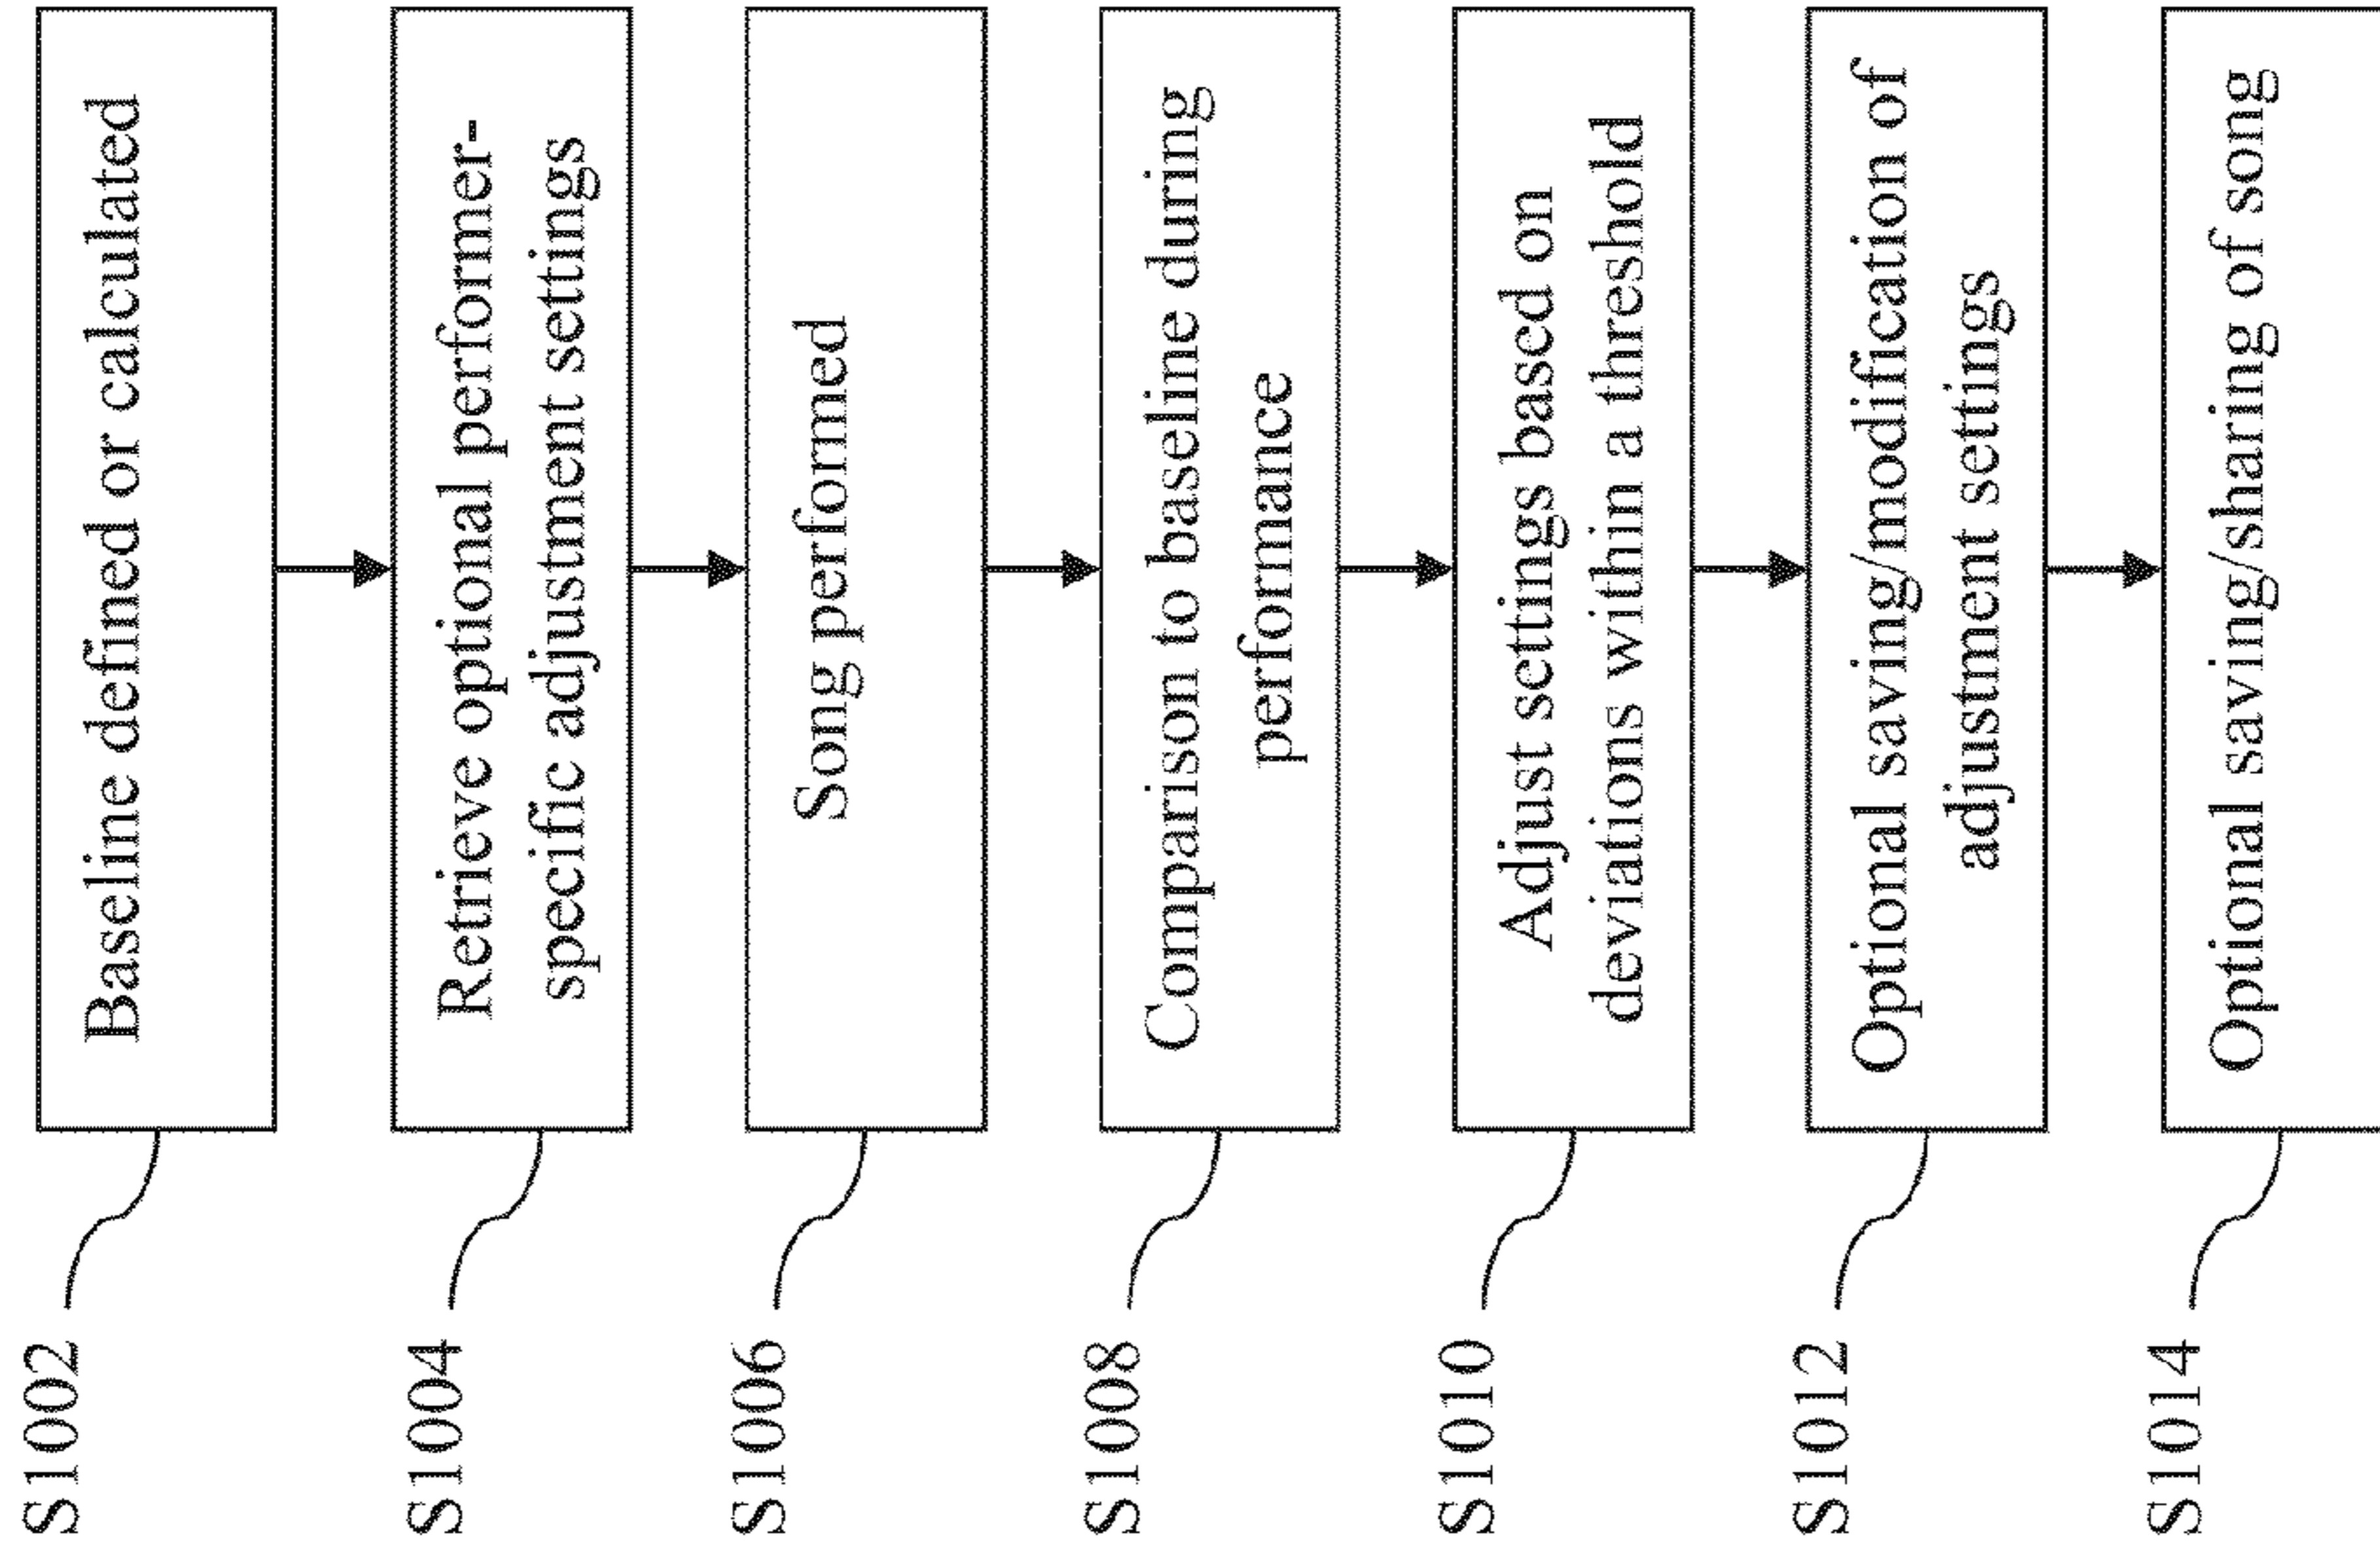 S1002
Baseline defined or calculated
S1004
Retrieve optional performer-
specific adjustment settings
S1006
Song performed
S1008
Comparison to baseline during
performance
S1010
Adjust settings based on
deviations within a threshold
S1012
Optional saving/modification of
adjustment settings
S1014
Optional saving/sharing of song